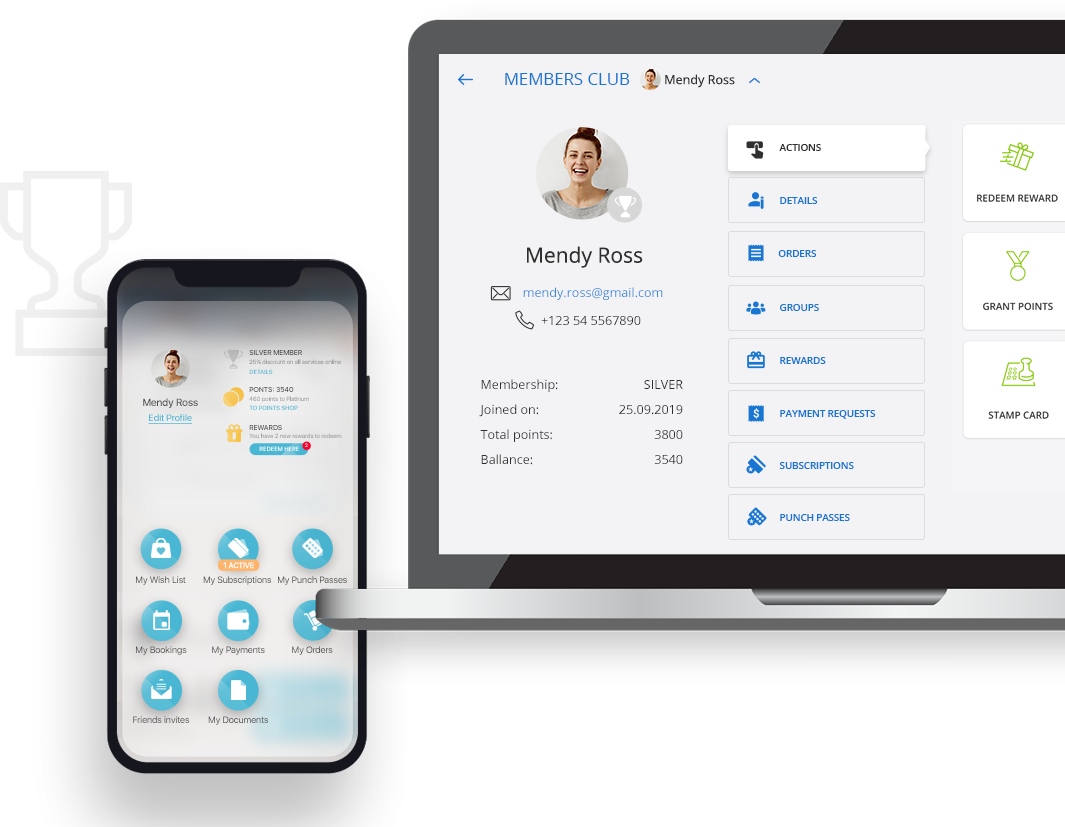 MEMBERS CLUB
Mendy Ross
Mendy Ross
mendy.ross@gmail.com
+123 54 5567890
Membership: SILVER
Joined on: 25.09.2019
Total points: 3800
Ballance: 3540
ACTIONS
DETAILS
ORDERS
GROUPS
REWARDS
PAYMENT REQUESTS
SUBSCRIPTIONS
PUNCH PASSES
REDEEM REWARD
GRANT POINTS
STAMP CARD
Mendy Ross
Edit Profile
SILVER MEMBER
25% discount on all services online
DETAILS
PONTS: 3540
460 points to Platinum
TO POINTS SHOP
REWARDS
You have 2 new rewards to redeem
REDEEM HERE
2
1 ACTIVE
My Wish List
My Subscriptions
My Punch Passes
My Bookings
My Payments
My Orders
Friends invites
My Documents